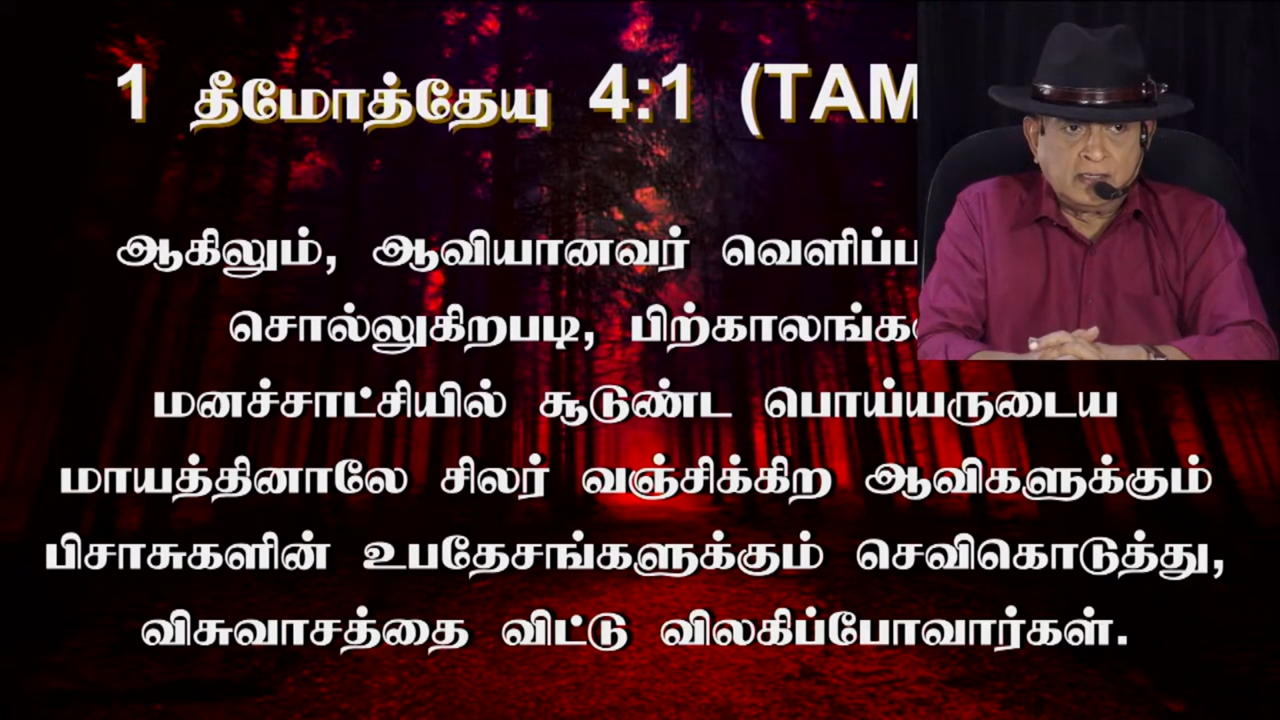 1 தீமோத்தேயு 4:1 (TAM
ஆகிலும், ஆவியானவர்
சொல்லுகிறபடி,
மனச்சாட்சியில் சூடுண்ட பொய்யருடைய
மாயத்தினாலே சிலர் வஞ்சிக்கிற ஆவிகளுக்கும்
பிசாசுகளின் உபதேசங்களுக்கும் செவிகொடுத்து,
விசுவாசத்தை விட்டு விலகிப்போவார்கள்.